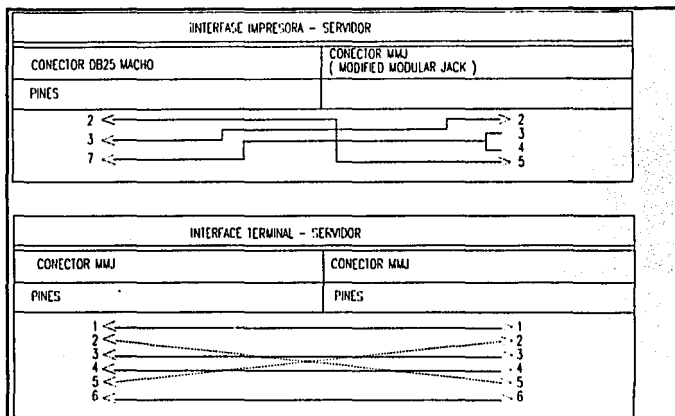 IINTERFASE IMPRESORA - SERVIDOR
CONECTOR DB25 MACHO
CONECTOR MMJ
( MODIFIED MODULAR JACK )
PINES
2 2
3 3
4
7 5
INTERFACE TERMINAL - SERVIDOR
CONECTOR MMJ CONECTOR MMJ
PINES PINES
1 1
2 2
3 3
4 4
5 5
6 6